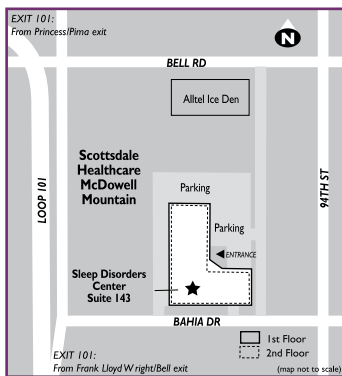 EXIT 101:
From Princess/Pima exit
N
BELL RD
Alltel Ice Den
Scottsdale
Healthcare
McDowell
Mountain
LOOP 101
94TH ST
Parking
Parking
ENTRANCE
Sleep Disorders
Center
Suite 143
BAHIA DR
EXIT 101:
From Frank Lloyd Wright/Bell exit
1st Floor
2nd Floor
(map not to scale)